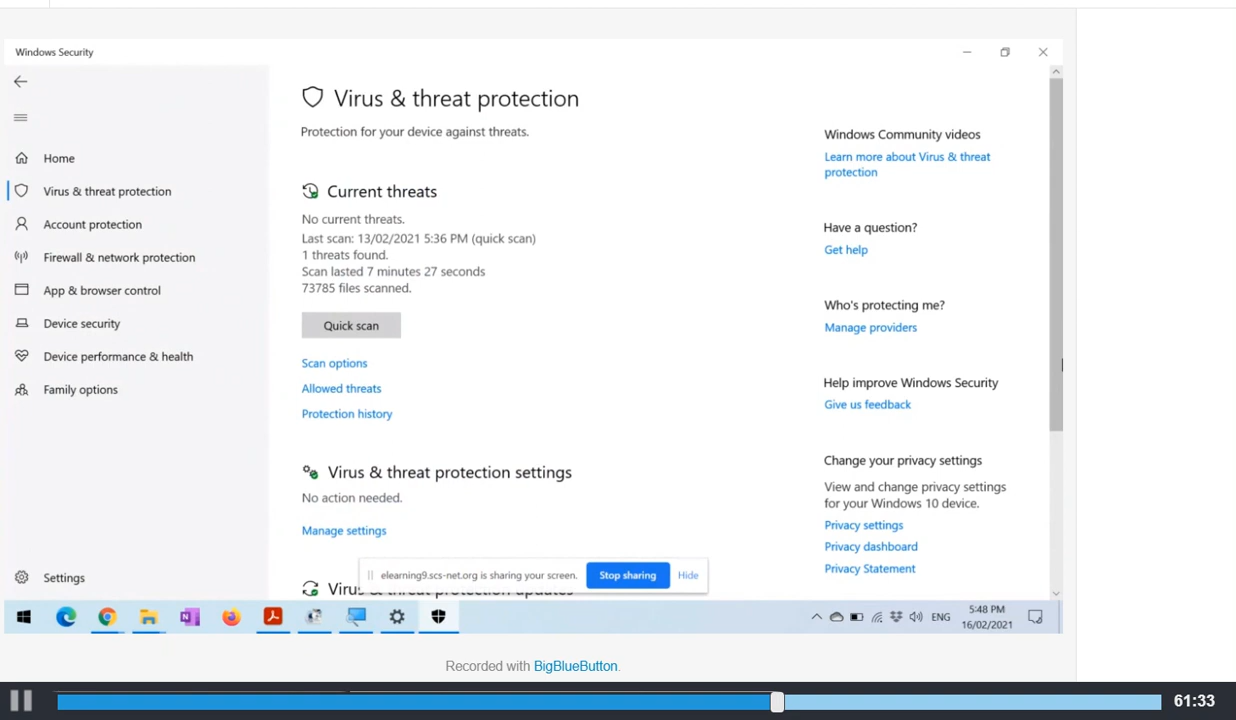 Windows Security
Home
Virus & threat protection
Account protection
Firewall & network protection
App & browser control
Device security
Device performance & health
Family options
Settings
Virus & threat protection
Protection for your device against threats.
Current threats
No current threats.
Last scan: 13/02/2021 5:36 PM (quick scan)
1 threats found.
Scan lasted 7 minutes 27 seconds
73785 files scanned.
Quick scan
Scan options
Allowed threats
Protection history
Virus & threat protection settings
No action needed.
Manage settings
Windows Community videos
Learn more about Virus & threat
protection
Have a question?
Get help
Who's protecting me?
Manage providers
Help improve Windows Security
Give us feedback
Change your privacy settings
View and change privacy settings
for your Windows 10 device.
Privacy settings
Privacy dashboard
Privacy Statement
elearning9.scs-net.org is sharing your screen.
Stop sharing
Hide
ENG
5:48 PM
16/02/2021
Recorded with BigBlueButton.
61:33